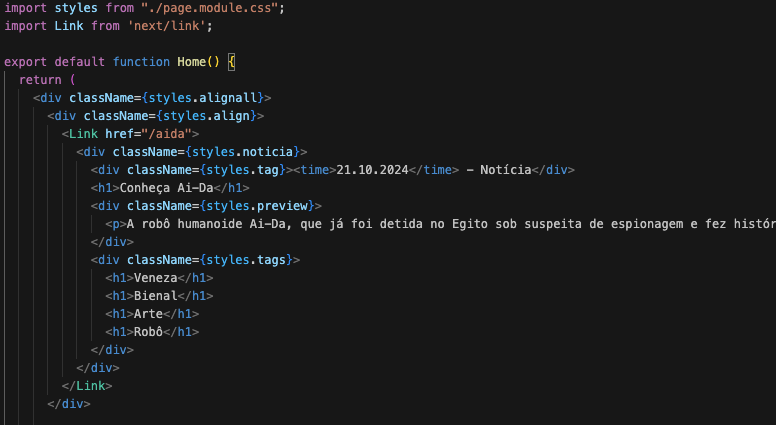 import styles from "./page.module.css";
import Link from 'next/link';
export default function Home() {
return (
<div className={styles.alignall}>
<div className={styles.align}>
<Link href="/aida">
<div className={styles.noticia}>
<div className={styles.tag}><time>21.10.2024</time> - Notícia</div>
<h1>Conheça Ai-Da</h1>
<div className={styles.preview}>
<p>A robô humanoide Ai-Da, que já foi detida no Egito sob suspeita de espionagem e fez histór
</div>
<div className={styles.tags}>
<h1>Veneza</h1>
<h1>Bienal</h1>
<h1>Arte</h1>
<h1>Robô</h1>
</div>
</div>
</Link>
</div>